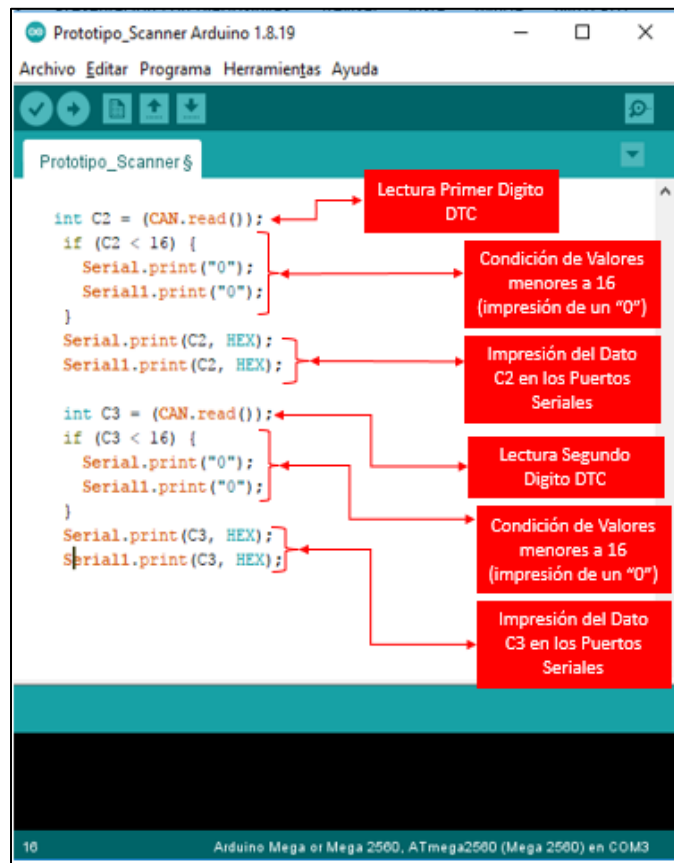 Prototipo_Scanner Arduino 1.8.19
Archivo Editar Programa Herramientas Ayuda
Prototipo_Scanner §
int C2 = (CAN.read());
if (C2 < 16) {
Serial.print("0");
Serial1.print("0");
}
Serial.print(C2, HEX);
Serial1.print(C2, HEX);
int C3 = (CAN.read());
if (C3 < 16) {
Serial.print("0");
Serial1.print("0");
}
Serial.print(C3, HEX);
Serial1.print(C3, HEX);
Lectura Primer Digito
DTC
Condición de Valores
menores a 16
(impresión de un “0”)
Impresión del Dato
C2 en los Puertos
Seriales
Lectura Segundo
Digito DTC
Condición de Valores
menores a 16
(impresión de un “0”)
Impresión del Dato
C3 en los Puertos
Seriales
16
Arduino Mega or Mega 2560, ATmega2560 (Mega 2560) en COM3